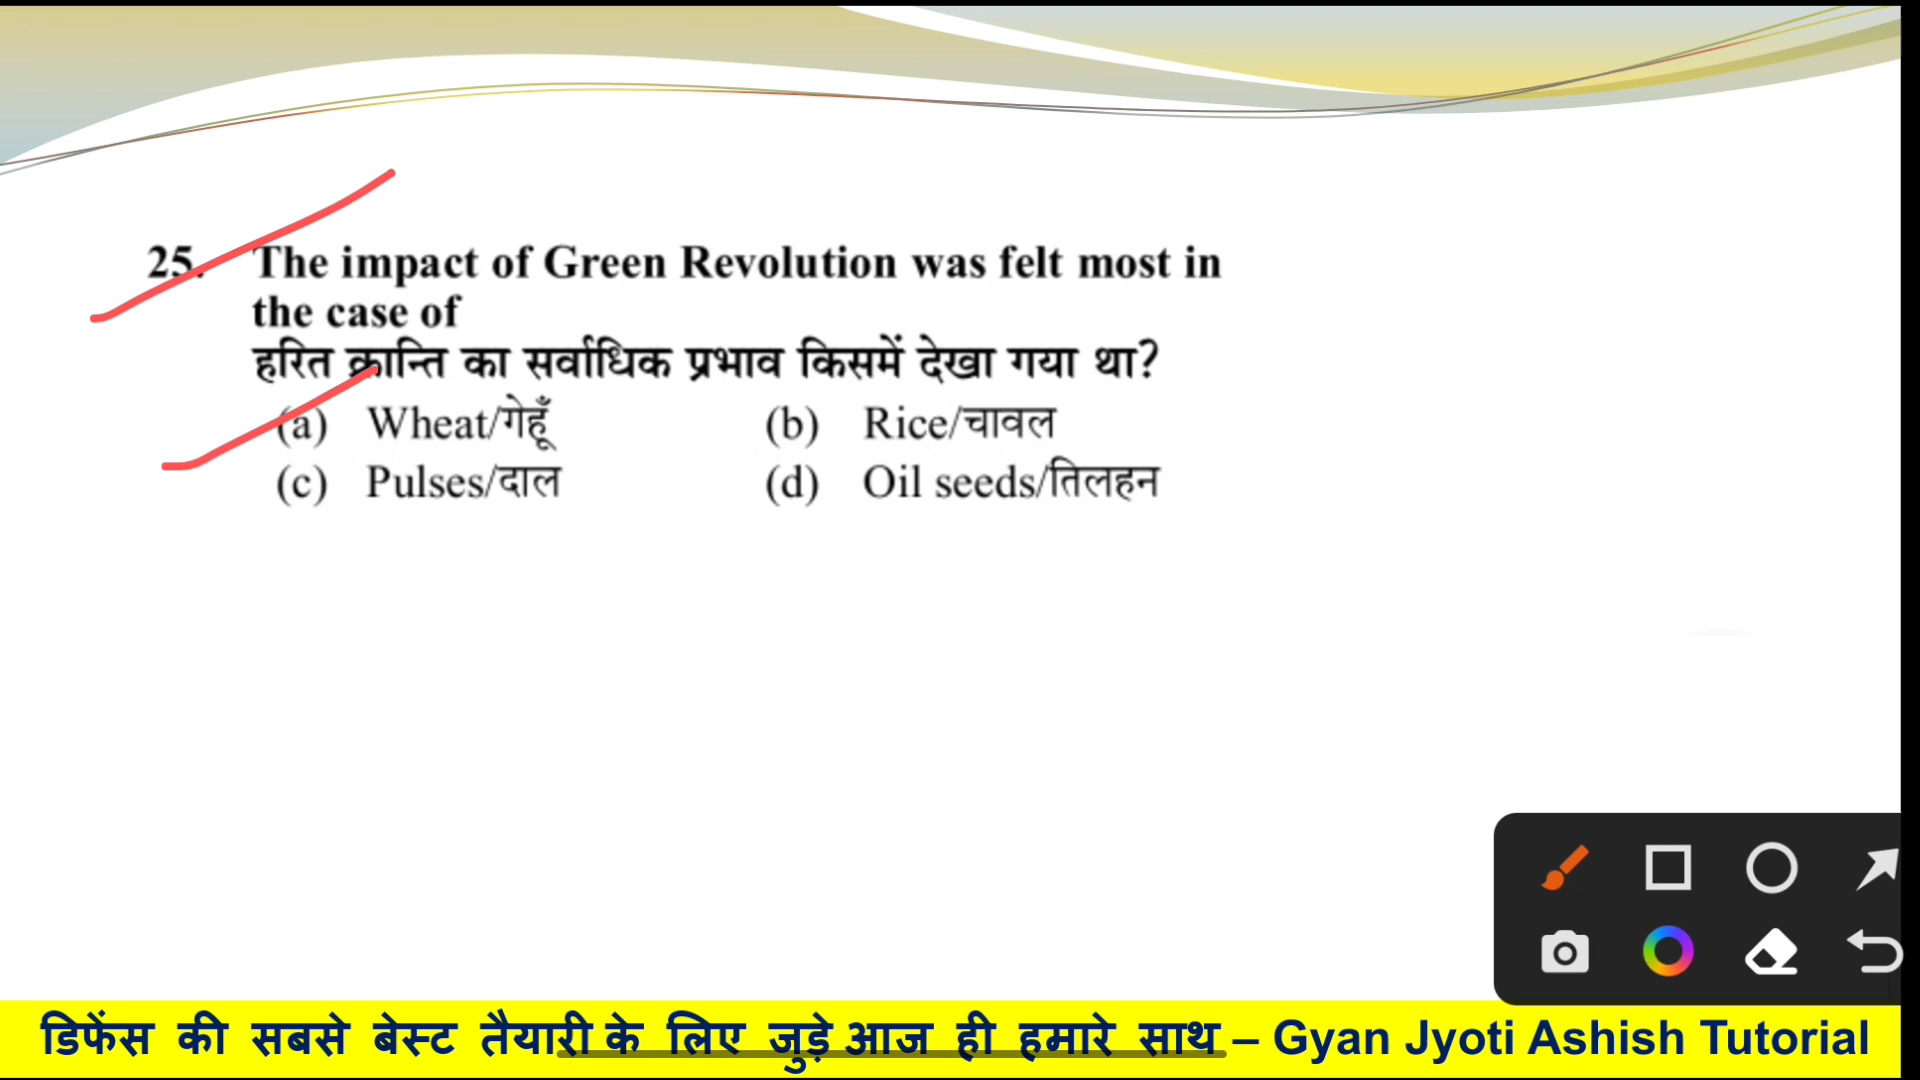 25. The impact of Green Revolution was felt most in
the case of
हरित क्रान्ति का सर्वाधिक प्रभाव किसमें देखा गया था?
(a) Wheat/गेहूँ (b) Rice/चावल
(c) Pulses/दाल (d) Oil seeds/तिलहन
डिफेंस की सबसे बेस्ट तैयारी के लिए जुड़े आज ही हमारे साथ – Gyan Jyoti Ashish Tutorial